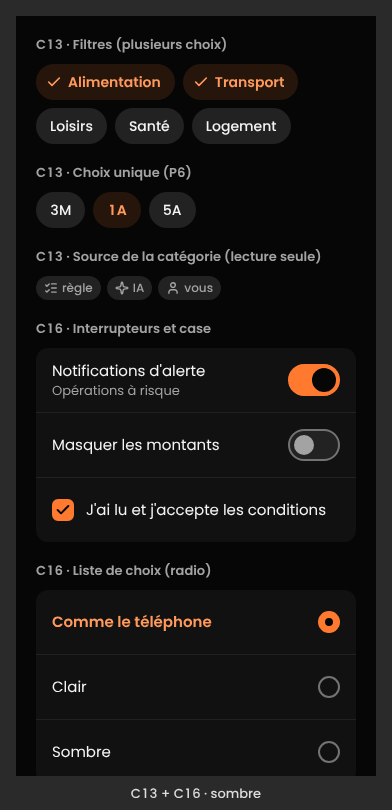 C13 · Filtres (plusieurs choix)
Alimentation
Transport
Loisirs
Santé
Logement
C13 · Choix unique (P6)
3M
1A
5A
C13 · Source de la catégorie (lecture seule)
règle
IA
vous
C16 · Interrupteurs et case
Notifications d'alerte
Opérations à risque
Masquer les montants
J'ai lu et j'accepte les conditions
C16 · Liste de choix (radio)
Comme le téléphone
Clair
Sombre
C13 + C16 · sombre